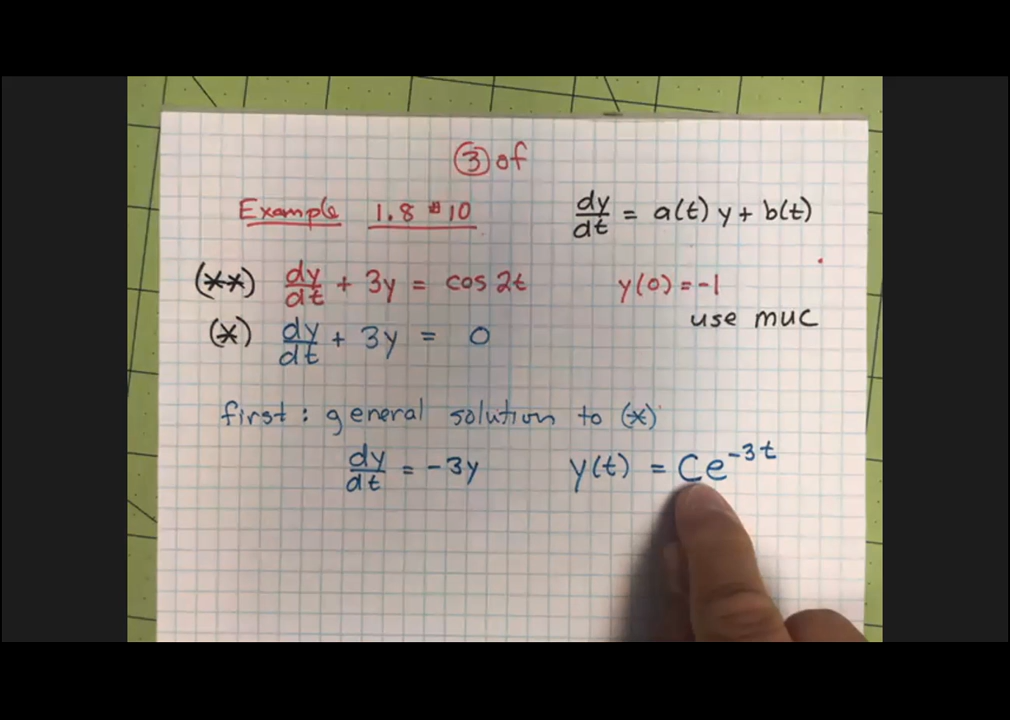 ③ of
Example 1.8 #10
dy/dt = a(t) y + b(t)
(**) dy/dt + 3y = cos 2t
y(0) = -1
use muc
(*) dy/dt + 3y = 0
first: general solution to (*)
dy/dt = -3y
y(t) = Ce^-3t